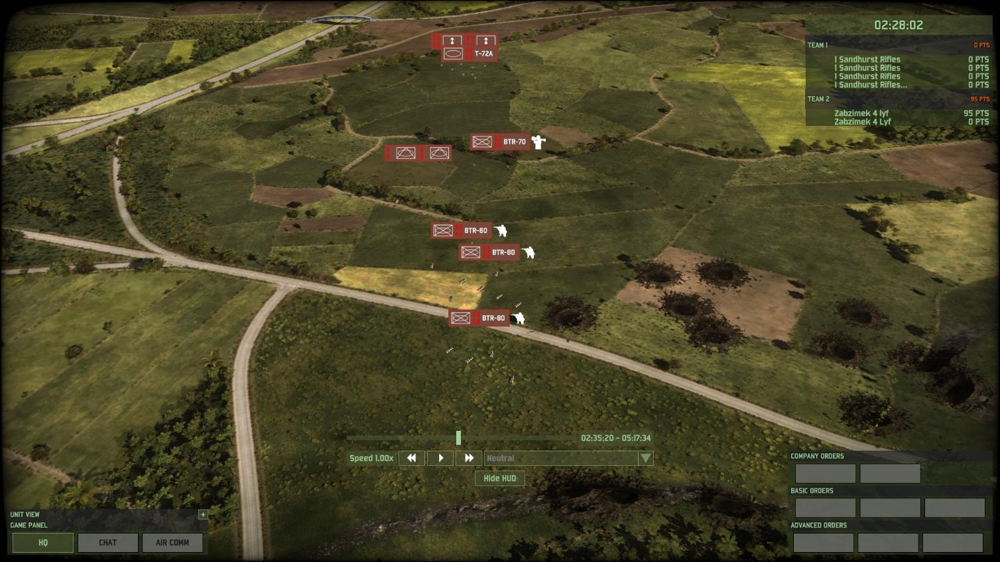 02:28:02
TEAM 1 0 PTS
1 Sandhurst Rifles 0 PTS
1 Sandhurst Rifles 0 PTS
1 Sandhurst Rifles 0 PTS
1 Sandhurst Rifles... 0 PTS
TEAM 2 95 PTS
Zabzimek 4 lyf 95 PTS
Zabzimek 4 Lyf 0 PTS
T-72A
BTR-70
BTR-80
BTR-80
BTR-80
02:35:20 - 05:17:34
Speed 1.00x
Neutral
Hide HUD
UNIT VIEW +
GAME PANEL
HQ CHAT AIR COMM
COMPANY ORDERS
BASIC ORDERS
ADVANCED ORDERS